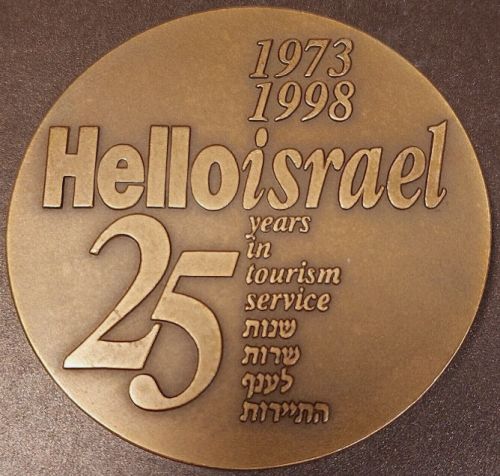 1973
1998
Helloisrael
25
years
in
tourism
service
שנות
שרות
לענף
התיירות